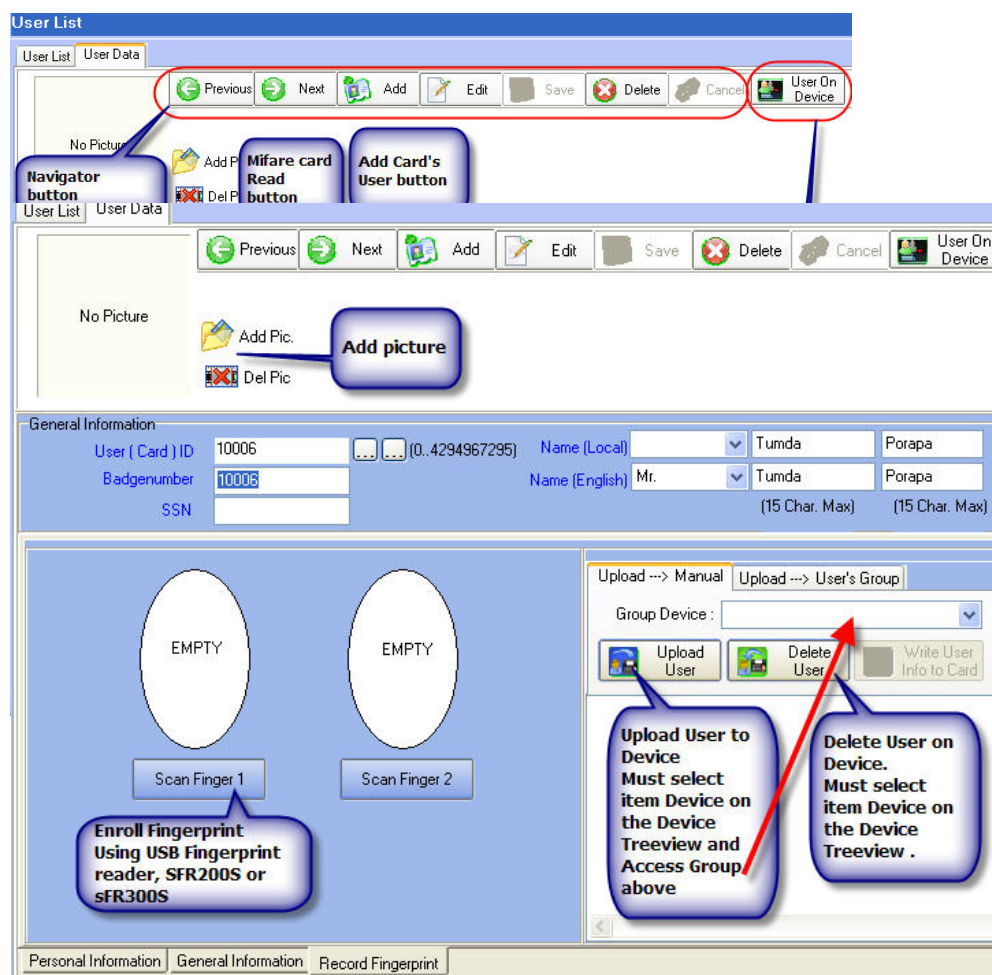 User List
User List User Data
Previous Next Add Edit Save Delete Cancel User On Device
No Picture
Add P
Del P
Navigator
button
Mifare card
Read
button
Add Card's
User button
User List User Data
Previous Next Add Edit Save Delete Cancel User On Device
No Picture
Add Pic.
Add picture
Del Pic
General Information
User ( Card ) ID 10006 ... ... (0..4294967295) Name (Local) Tumda Porapa
Badgenumber 10006 Name (English) Mr. Tumda Porapa
SSN (15 Char. Max) (15 Char. Max)
Upload ---> Manual Upload ---> User's Group
Group Device :
EMPTY EMPTY
Upload User Delete User Write User Info to Card
Scan Finger 1 Scan Finger 2
Enroll Fingerprint
Using USB Fingerprint
reader, SFR200S or
sFR300S
Upload User to
Device
Must select
item Device on
the Device
Treeview and
Access Group
above
Delete User on
Device.
Must select
item Device on
the Device
Treeview .
Personal Information General Information Record Fingerprint